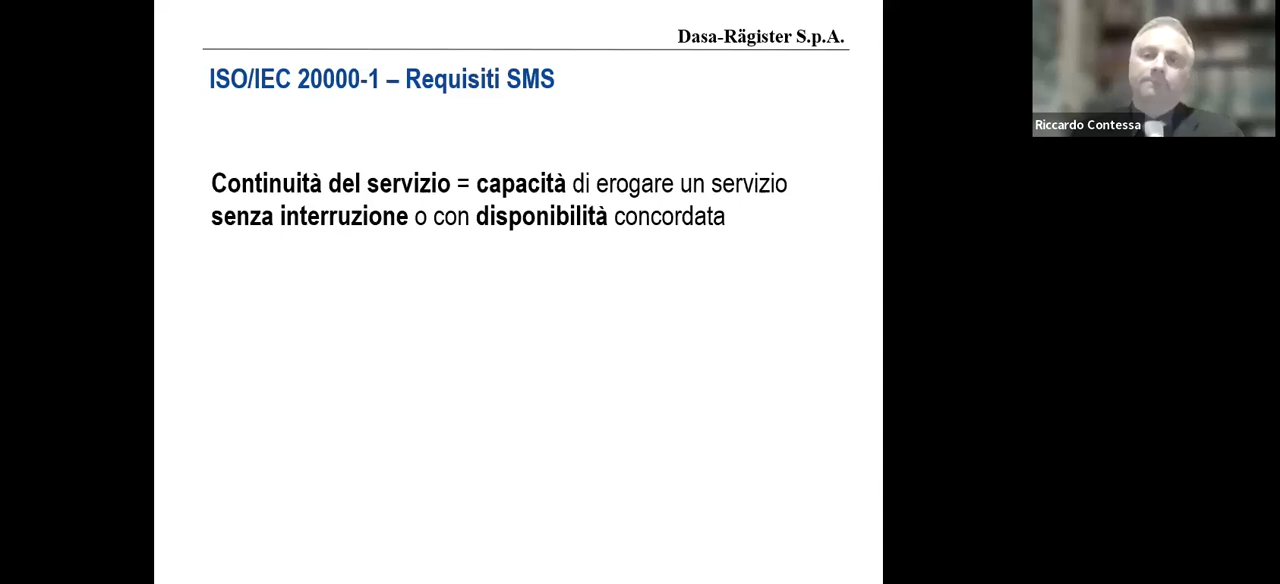 Dasa-Rägister S.p.A.
ISO/IEC 20000-1 – Requisiti SMS
Riccardo Contessa
Continuità del servizio = capacità di erogare un servizio
senza interruzione o con disponibilità concordata